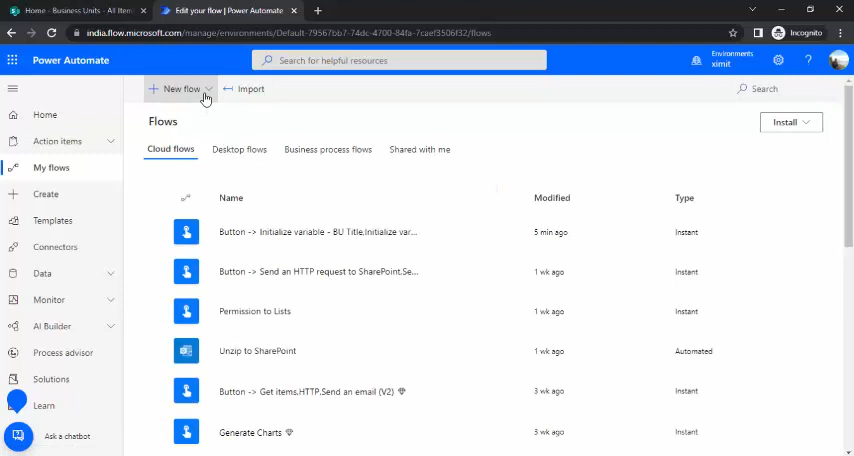 Home - Business Units - All Items
Edit your flow | Power Automate
india.flow.microsoft.com/manage/environments/Default-79567bb7-74dc-4700-84fa-7caef3506f32/flows
Incognito
Power Automate
Search for helpful resources
Environments
ximit
New flow
Import
Search
Home
Action items
My flows
Create
Templates
Connectors
Data
Monitor
AI Builder
Process advisor
Solutions
Learn
Ask a chatbot
Flows
Install
Cloud flows
Desktop flows
Business process flows
Shared with me
Name
Modified
Type
Button -> Initialize variable - BU Title,Initialize var...
5 min ago
Instant
Button -> Send an HTTP request to SharePoint,Se...
1 wk ago
Instant
Permission to Lists
1 wk ago
Instant
Unzip to SharePoint
1 wk ago
Automated
Button -> Get items,HTTP,Send an email (V2)
3 wk ago
Instant
Generate Charts
3 wk ago
Instant